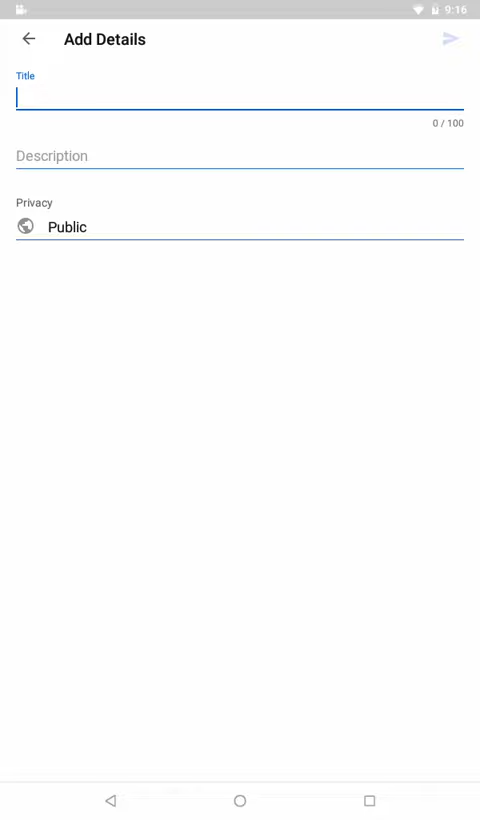 9:16
Add Details
Title
0 / 100
Description
Privacy
Public